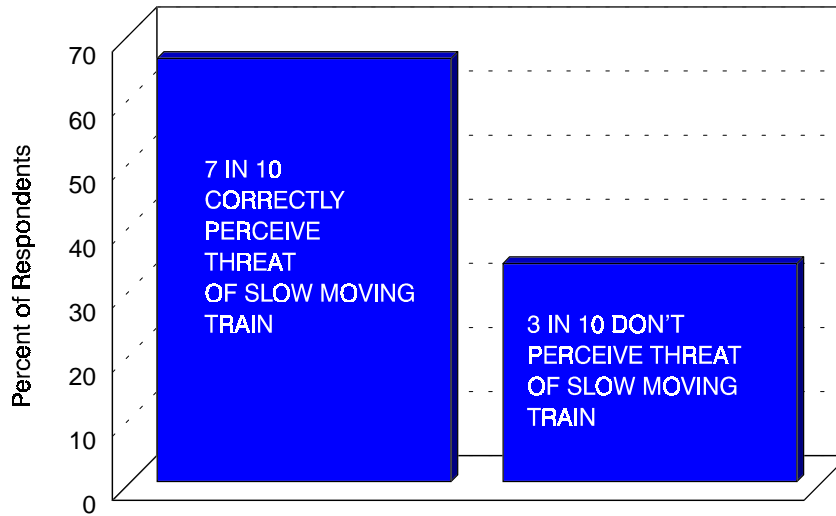 70
60
50
40
30
20
10
0
Percent of Respondents
7 IN 10
CORRECTLY
PERCEIVE
THREAT
OF SLOW MOVING
TRAIN
3 IN 10 DON'T
PERCEIVE THREAT
OF SLOW MOVING
TRAIN